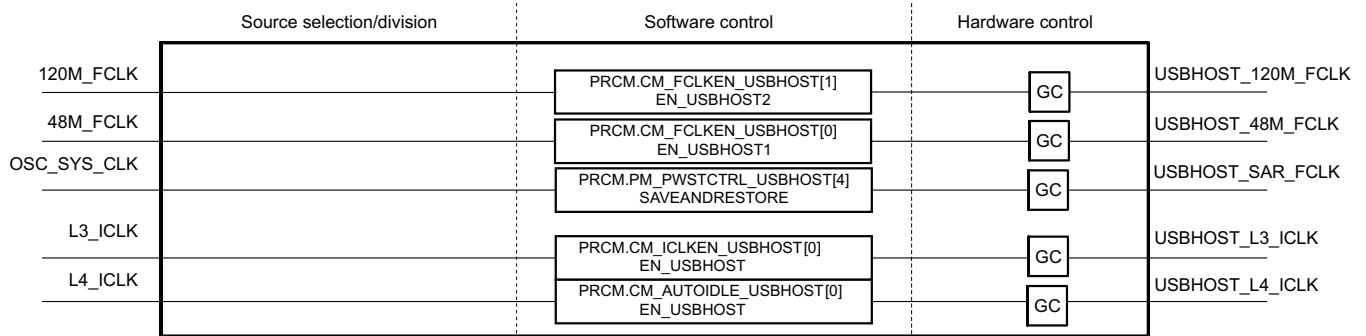 Source selection/division
Software control
Hardware control
120M_FCLK
PRCM.CM_FCLKEN_USBHOST[1]
EN_USBHOST2
GC
USBHOST_120M_FCLK
48M_FCLK
PRCM.CM_FCLKEN_USBHOST[0]
EN_USBHOST1
GC
USBHOST_48M_FCLK
OSC_SYS_CLK
PRCM.PM_PWSTCTRL_USBHOST[4]
SAVEANDRESTORE
GC
USBHOST_SAR_FCLK
L3_ICLK
PRCM.CM_ICLKEN_USBHOST[0]
EN_USBHOST
GC
USBHOST_L3_ICLK
L4_ICLK
PRCM.CM_AUTOIDLE_USBHOST[0]
EN_USBHOST
GC
USBHOST_L4_ICLK